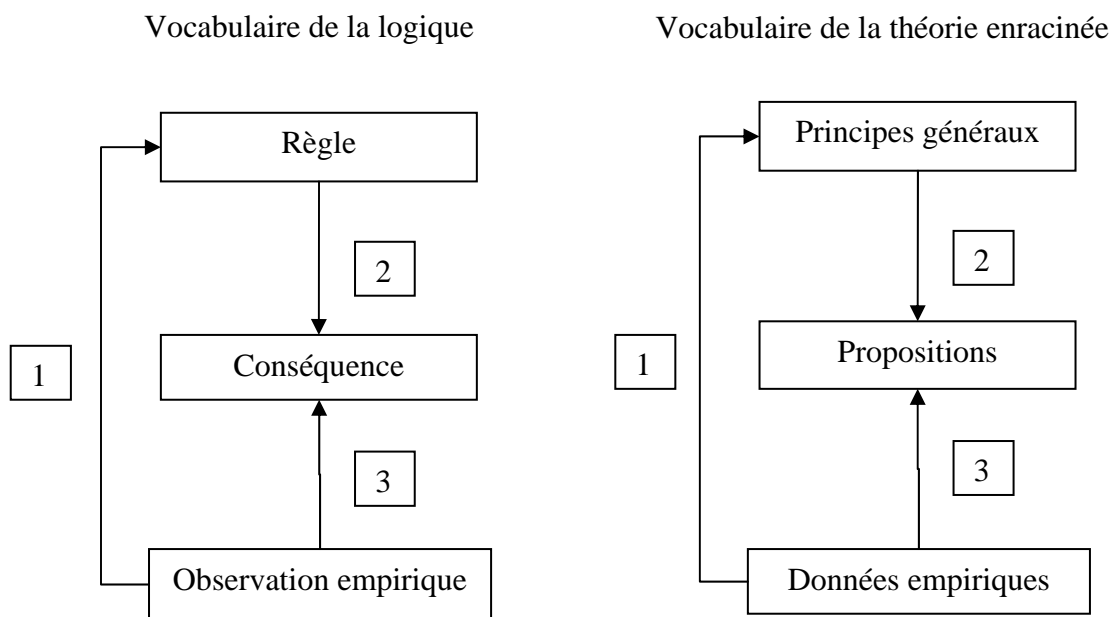 Vocabulaire de la logique
Règle
2
1
Conséquence
3
Observation empirique
Vocabulaire de la théorie enracinée
Principes généraux
2
1
Propositions
3
Données empiriques